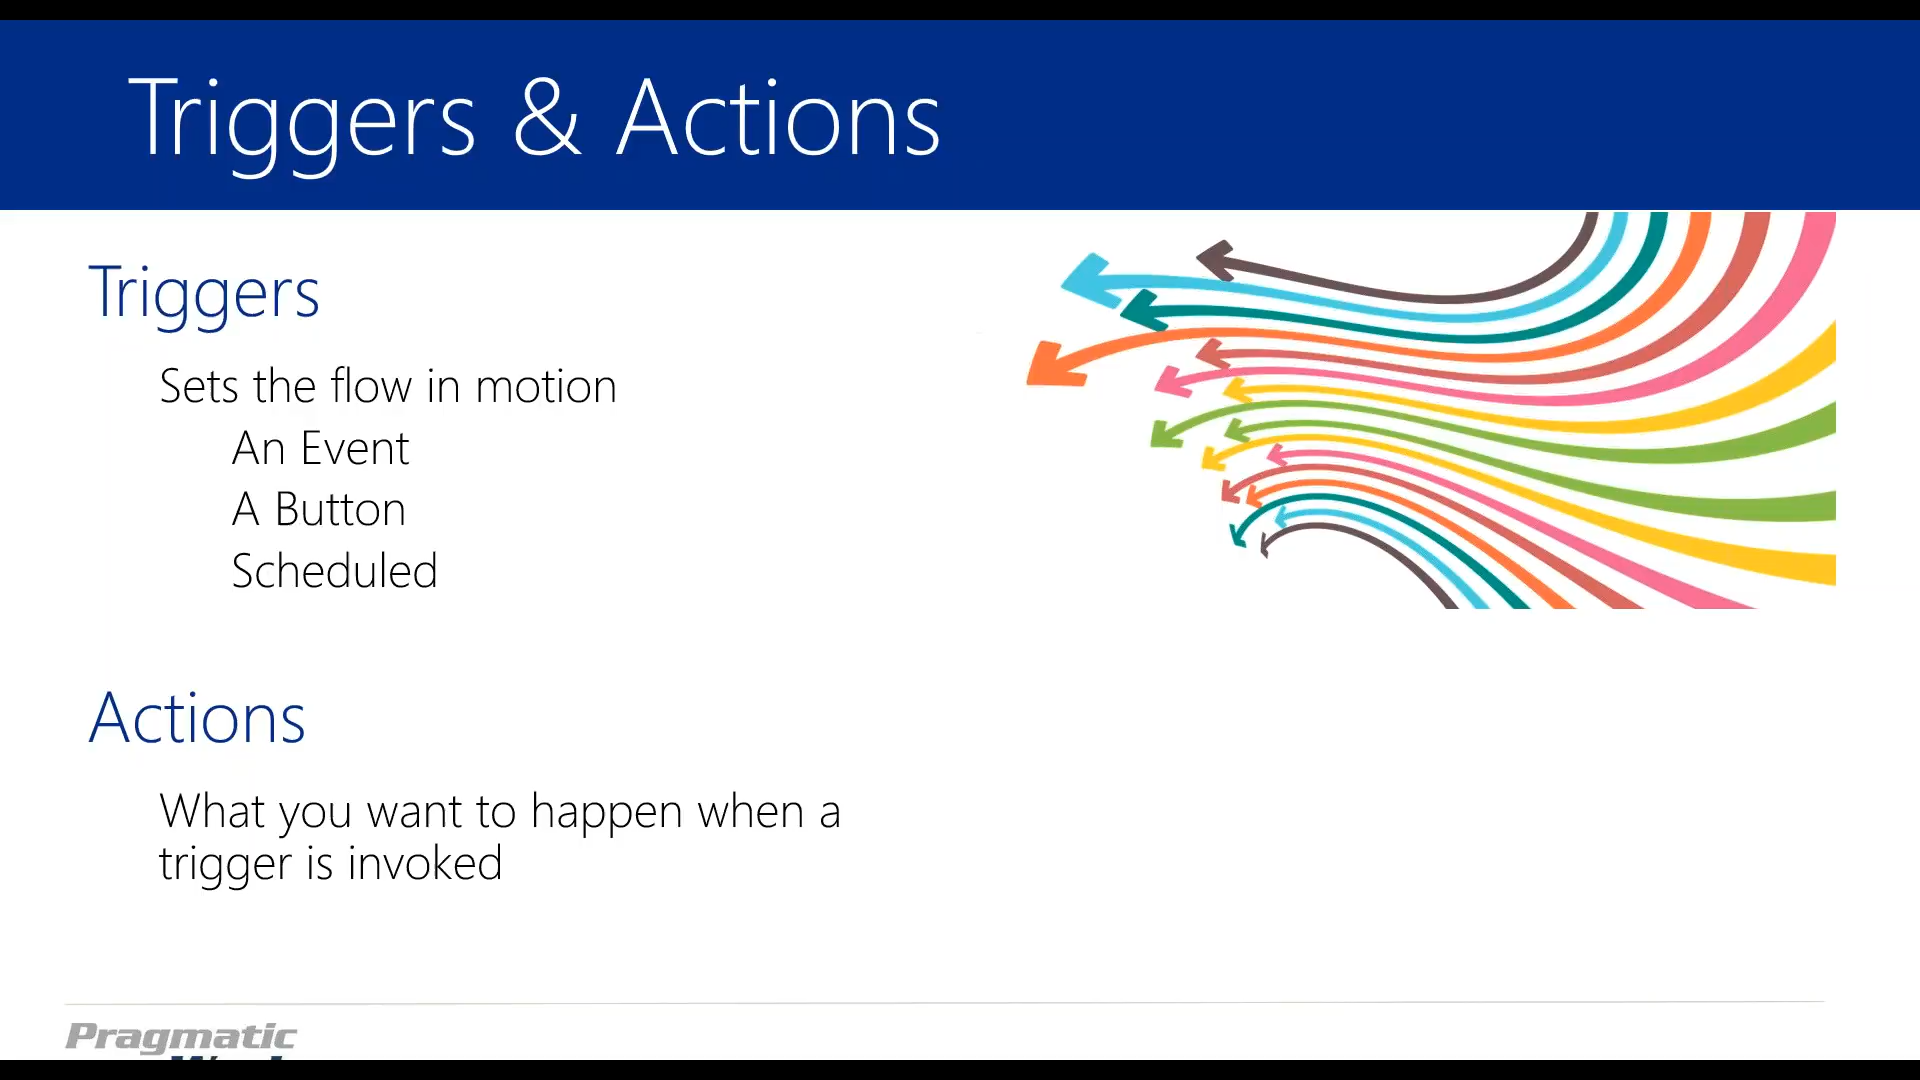 Triggers & Actions
Triggers
Sets the flow in motion
An Event
A Button
Scheduled
Actions
What you want to happen when a
trigger is invoked
Pragmatic